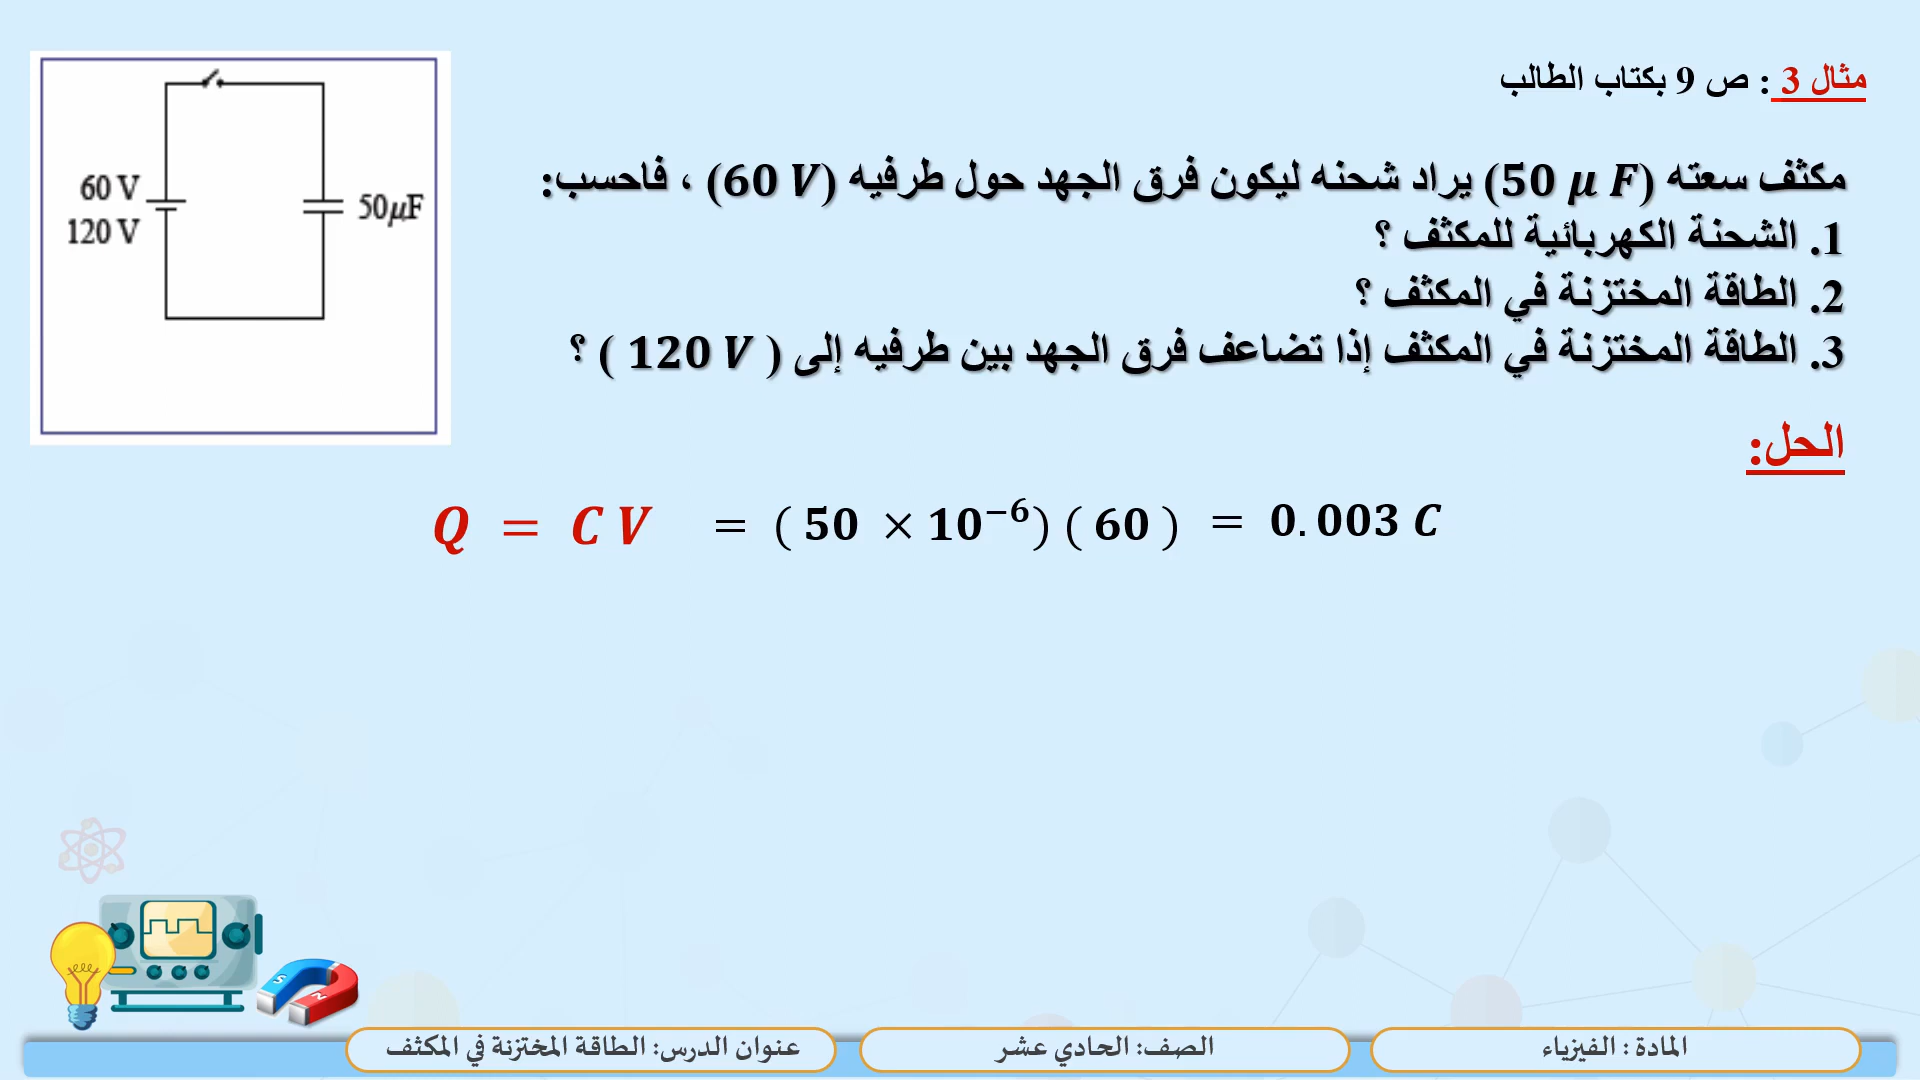 مثال 3 : ص 9 بكتاب الطالب
مكثف سعته (50 μ F) يراد شحنه ليكون فرق الجهد حول طرفيه (60 V) ، فاحسب:
1. الشحنة الكهربائية للمكثف ؟
2. الطاقة المختزنة في المكثف ؟
3. الطاقة المختزنة في المكثف إذا تضاعف فرق الجهد بين طرفيه إلى ( 120 V ) ؟
60 V
120 V
50μF
الحل:
Q = C V = ( 50 × 10⁻⁶) ( 60 ) = 0.003 C
S
N
المادة : الفيزياء
الصف: الحادي عشر
عنوان الدرس: الطاقة المختزنة في المكثف